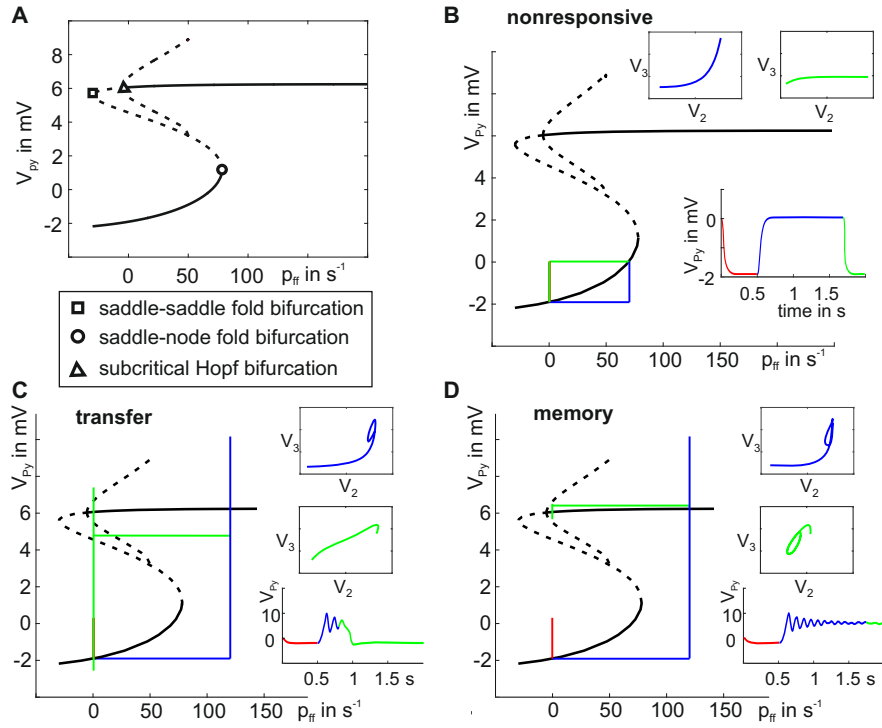 A
V_py in mV
8
6
4
2
0
-2
0
50
100
150
p_ff in s⁻¹
saddle-saddle fold bifurcation
saddle-node fold bifurcation
subcritical Hopf bifurcation
B
nonresponsive
V_Py in mV
8
6
4
2
0
-2
0
50
100
150
200
p_ff in s⁻¹
V_3
V_2
V_3
V_2
V_Py in mV
0
-2
0.5
1
1.5
time in s
C
transfer
V_Py in mV
6
4
2
0
-2
0
50
100
150
p_ff in s⁻¹
V_3
V_2
V_3
V_2
V_Py
10
0
0.5
1
1.5 s
D
memory
V_Py in mV
6
4
2
0
-2
0
50
100
150
p_ff in s⁻¹
V_3
V_2
V_3
V_2
V_Py
10
0
0.5
1
1.5
s